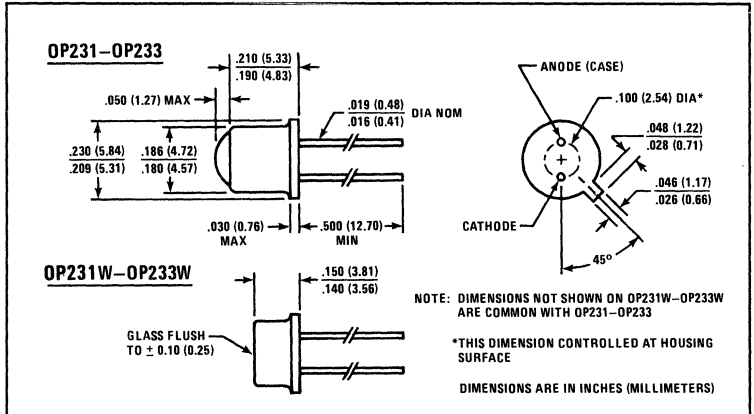 OP231–OP233
.210 (5.33)
.190 (4.83)
.050 (1.27) MAX
.019 (0.48)
.016 (0.41)
DIA NOM
.230 (5.84)
.209 (5.31)
.186 (4.72)
.180 (4.57)
.030 (0.76)
MAX
.500 (12.70)
MIN
ANODE (CASE)
.100 (2.54) DIA*
.048 (1.22)
.028 (0.71)
.046 (1.17)
.026 (0.66)
CATHODE
45º
OP231W–OP233W
.150 (3.81)
.140 (3.56)
GLASS FLUSH
TO ± 0.10 (0.25)
NOTE: DIMENSIONS NOT SHOWN ON OP231W–OP233W
ARE COMMON WITH OP231–OP233
*THIS DIMENSION CONTROLLED AT HOUSING
SURFACE
DIMENSIONS ARE IN INCHES (MILLIMETERS)